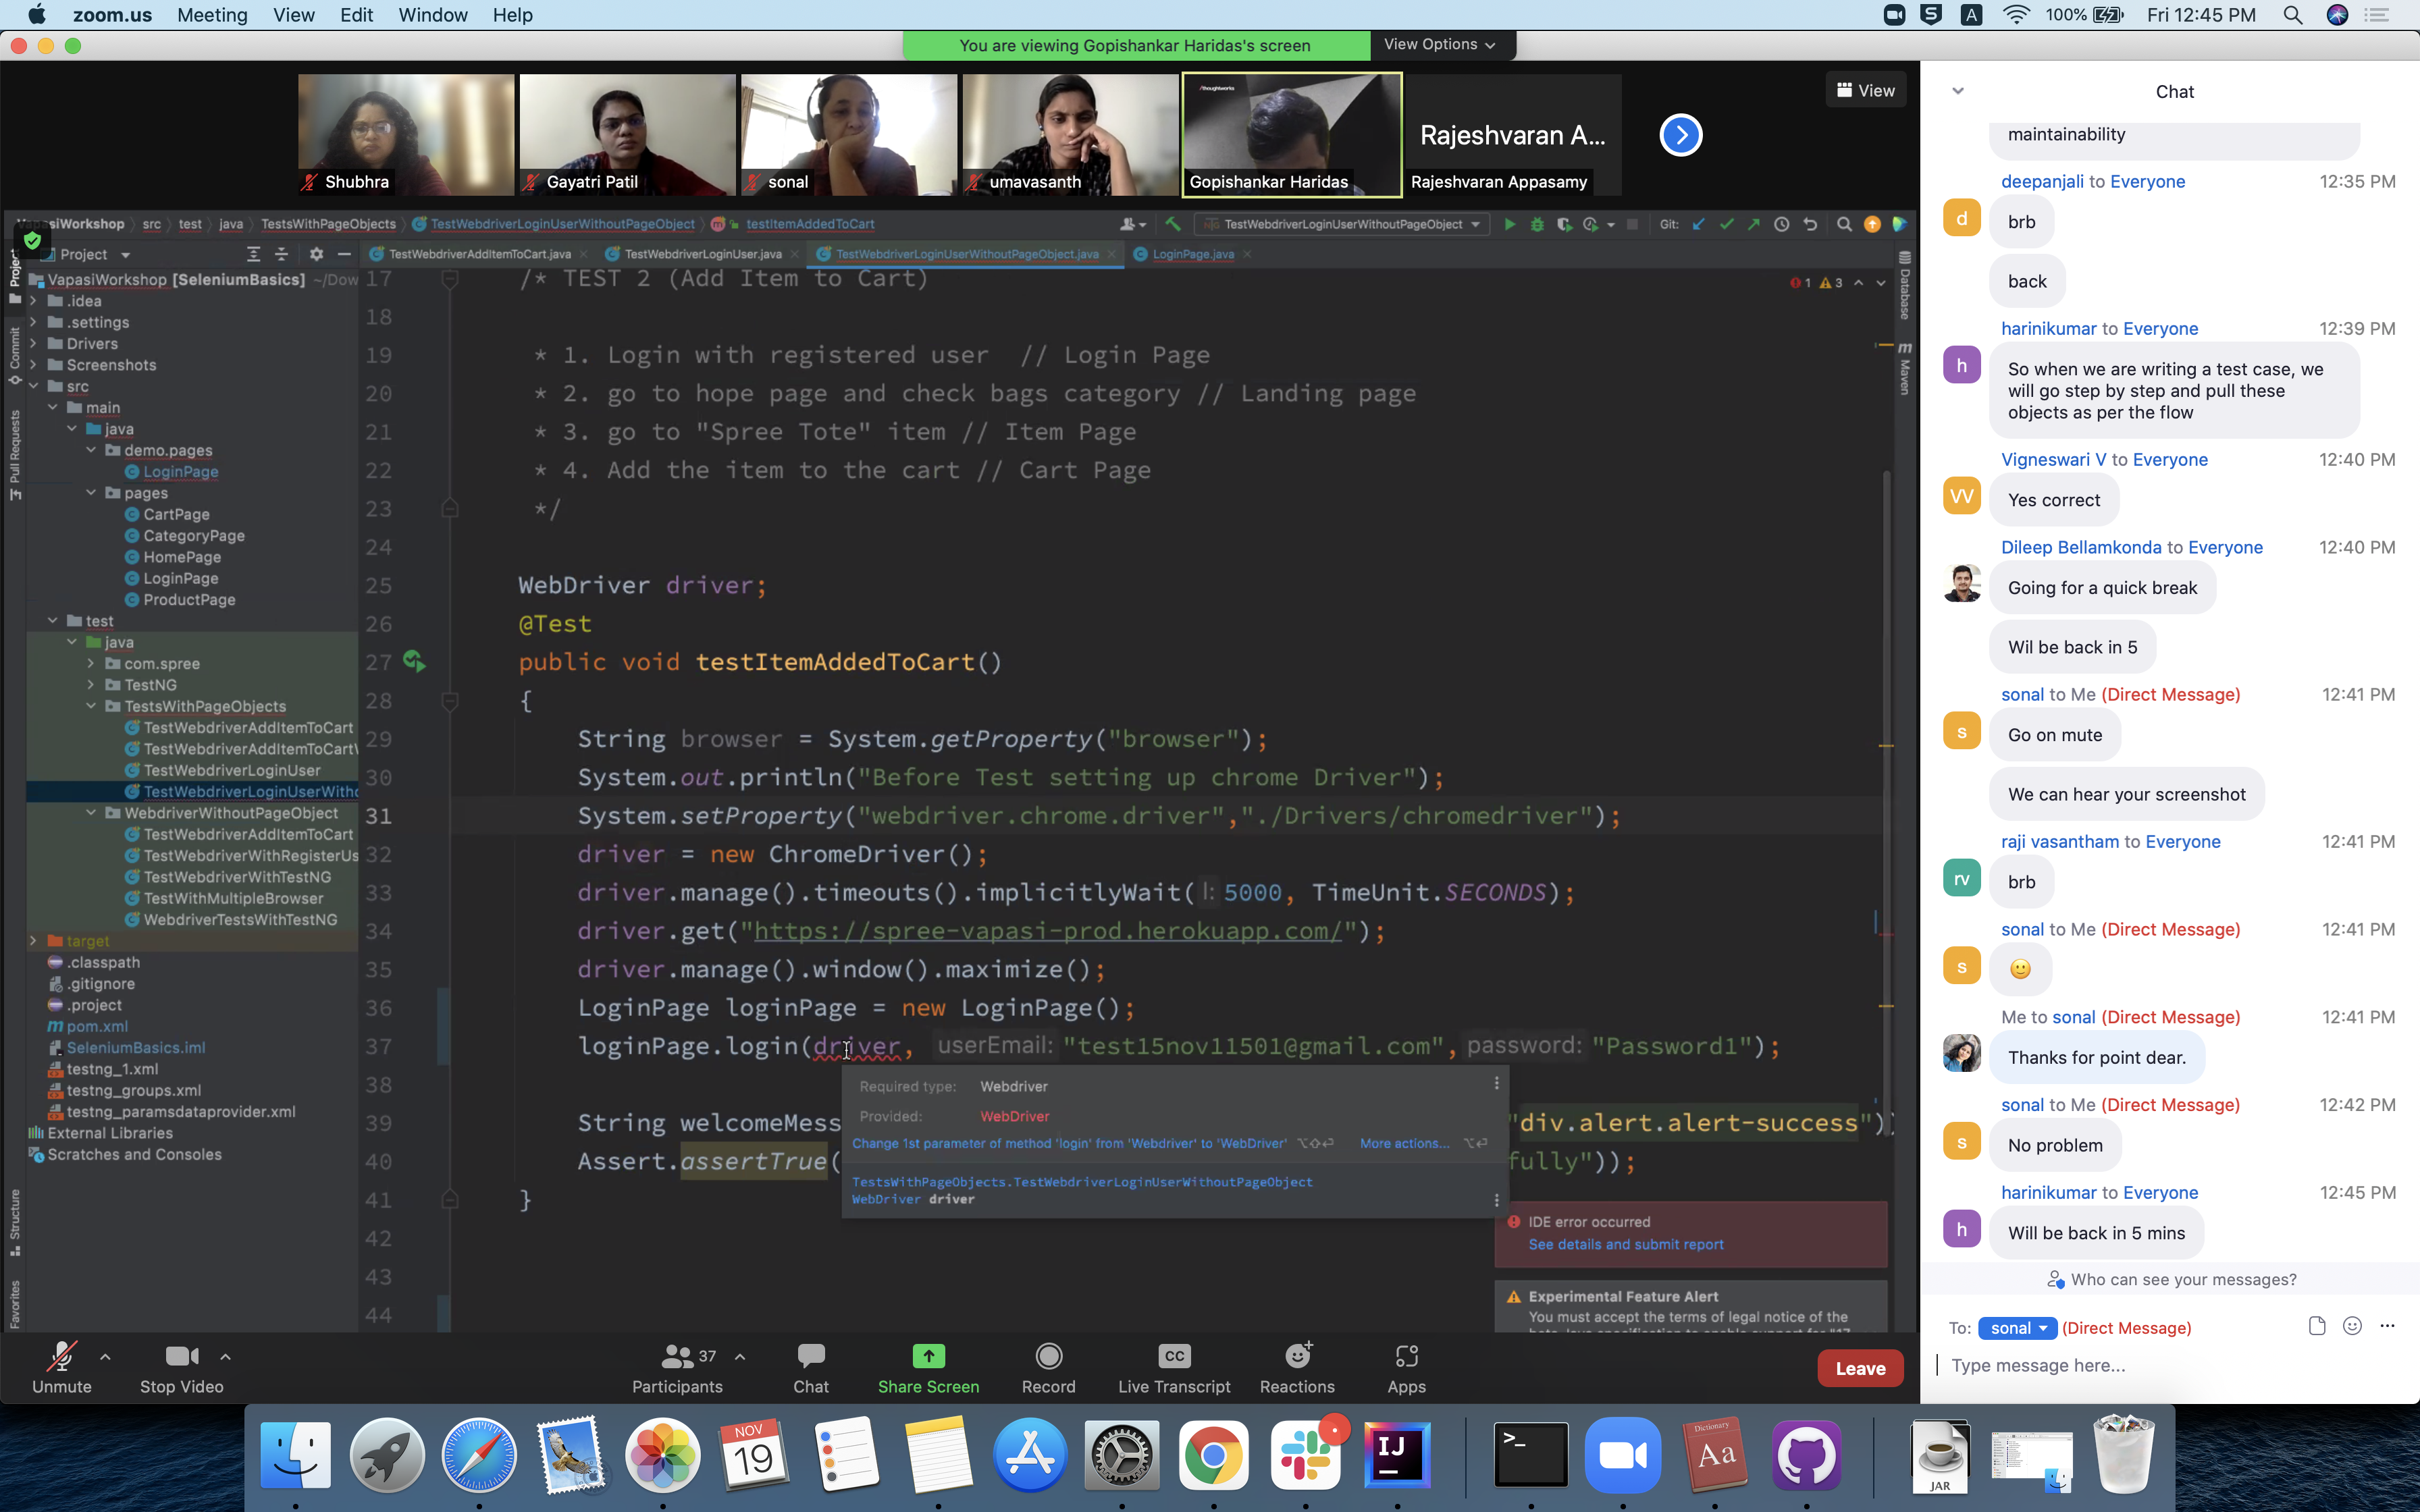 zoom.us Meeting View Edit Window Help
100% Fri 12:45 PM
You are viewing Gopishankar Haridas's screen View Options
View
Shubhra
Gayatri Patil
sonal
umavasanth
/thoughtworks
Gopishankar Haridas
Rajeshvaran A...
Rajeshvaran Appasamy
VapasiWorkshop src test java TestsWithPageObjects TestWebdriverLoginUserWithoutPageObject testItemAddedToCart
TestWebdriverLoginUserWithoutPageObject Git:
Project
TestWebdriverAddItemToCart.java TestWebdriverLoginUser.java TestWebdriverLoginUserWithoutPageObject.java LoginPage.java
Project
Commit
Pull Requests
Structure
Favorites
VapasiWorkshop [SeleniumBasics] ~/Dow
.idea
.settings
Drivers
Screenshots
src
main
java
demo.pages
LoginPage
pages
CartPage
CategoryPage
HomePage
LoginPage
ProductPage
test
java
com.spree
TestNG
TestsWithPageObjects
TestWebdriverAddItemToCart
TestWebdriverAddItemToCart
TestWebdriverLoginUser
TestWebdriverLoginUserWitho
WebdriverWithoutPageObject
TestWebdriverAddItemToCart
TestWebdriverWithRegisterUs
TestWebdriverWithTestNG
TestWithMultipleBrowser
WebdriverTestsWithTestNG
target
.classpath
.gitignore
.project
pom.xml
SeleniumBasics.iml
testng_1.xml
testng_groups.xml
testng_paramsdataprovider.xml
External Libraries
Scratches and Consoles
1 3
Database
Maven
17 /* TEST 2 (Add Item to Cart)
18
19 * 1. Login with registered user // Login Page
20 * 2. go to hope page and check bags category // Landing page
21 * 3. go to "Spree Tote" item // Item Page
22 * 4. Add the item to the cart // Cart Page
23 */
24
25 WebDriver driver;
26 @Test
27 public void testItemAddedToCart()
28 {
29 String browser = System.getProperty("browser");
30 System.out.println("Before Test setting up chrome Driver");
31 System.setProperty("webdriver.chrome.driver","./Drivers/chromedriver");
32 driver = new ChromeDriver();
33 driver.manage().timeouts().implicitlyWait( l: 5000, TimeUnit.SECONDS);
34 driver.get("https://spree-vapasi-prod.herokuapp.com/");
35 driver.manage().window().maximize();
36 LoginPage loginPage = new LoginPage();
37 loginPage.login(driver, userEmail: "test15nov11501@gmail.com", password: "Password1");
38
39 String welcomeMess "div.alert.alert-success"))
40 Assert.assertTrue( fully"));
41 }
42
43
44
Required type: Webdriver
Provided: WebDriver
Change 1st parameter of method 'login' from 'Webdriver' to 'WebDriver' ⌥⇧⏎ More actions... ⌥⏎
TestsWithPageObjects.TestWebdriverLoginUserWithoutPageObject
WebDriver driver
IDE error occurred
See details and submit report
Experimental Feature Alert
You must accept the terms of legal notice of the
Unmute
Stop Video
37
Participants
Chat
Share Screen
Record
CC
Live Transcript
Reactions
Apps
Leave
Chat
maintainability
deepanjali to Everyone 12:35 PM
d
brb
back
harinikumar to Everyone 12:39 PM
h
So when we are writing a test case, we
will go step by step and pull these
objects as per the flow
Vigneswari V to Everyone 12:40 PM
VV
Yes correct
Dileep Bellamkonda to Everyone 12:40 PM
Going for a quick break
Wil be back in 5
sonal to Me (Direct Message) 12:41 PM
s
Go on mute
We can hear your screenshot
raji vasantham to Everyone 12:41 PM
rv
brb
sonal to Me (Direct Message) 12:41 PM
s
🙂
Me to sonal (Direct Message) 12:41 PM
Thanks for point dear.
sonal to Me (Direct Message) 12:42 PM
s
No problem
harinikumar to Everyone 12:45 PM
h
Will be back in 5 mins
Who can see your messages?
To: sonal (Direct Message)
Type message here...
NOV
19
IJ
>_
Dictionary
Aa
JAR